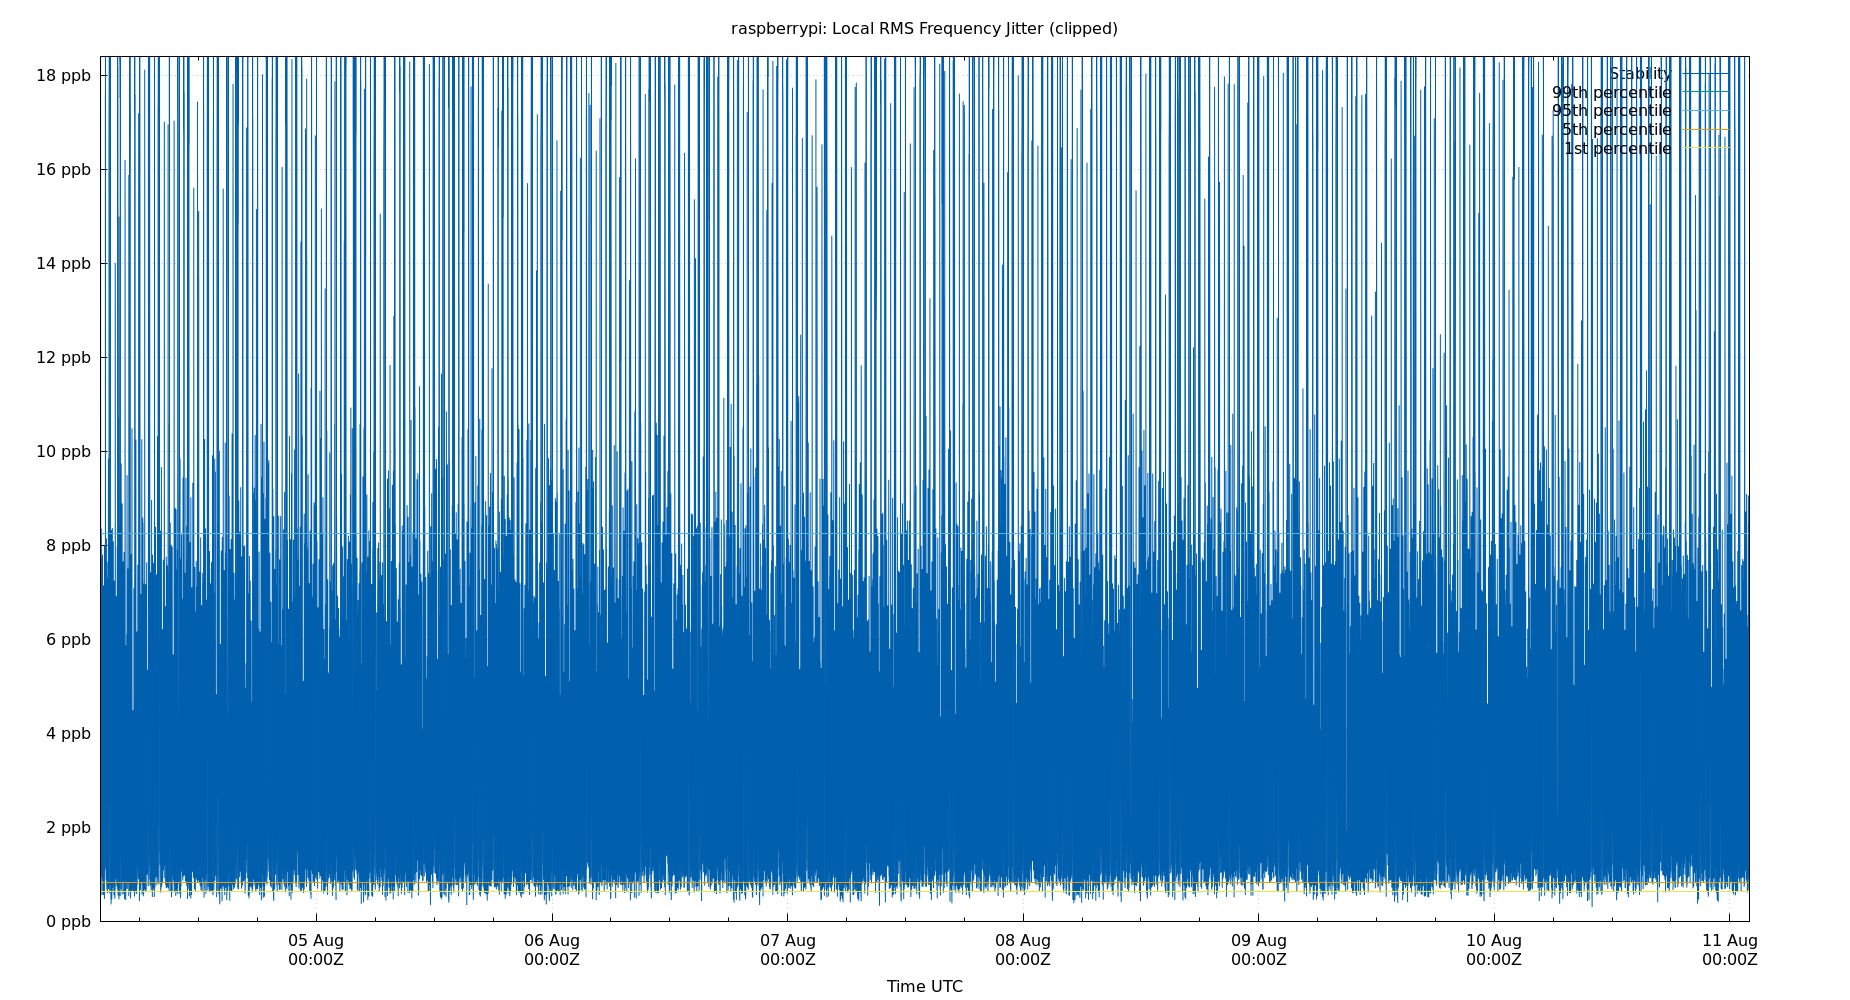 raspberrypi: Local RMS Frequency Jitter (clipped)
18 ppb
16 ppb
14 ppb
12 ppb
10 ppb
8 ppb
6 ppb
4 ppb
2 ppb
0 ppb
Stability
99th percentile
95th percentile
5th percentile
1st percentile
05 Aug
00:00Z
06 Aug
00:00Z
07 Aug
00:00Z
08 Aug
00:00Z
09 Aug
00:00Z
10 Aug
00:00Z
11 Aug
00:00Z
Time UTC